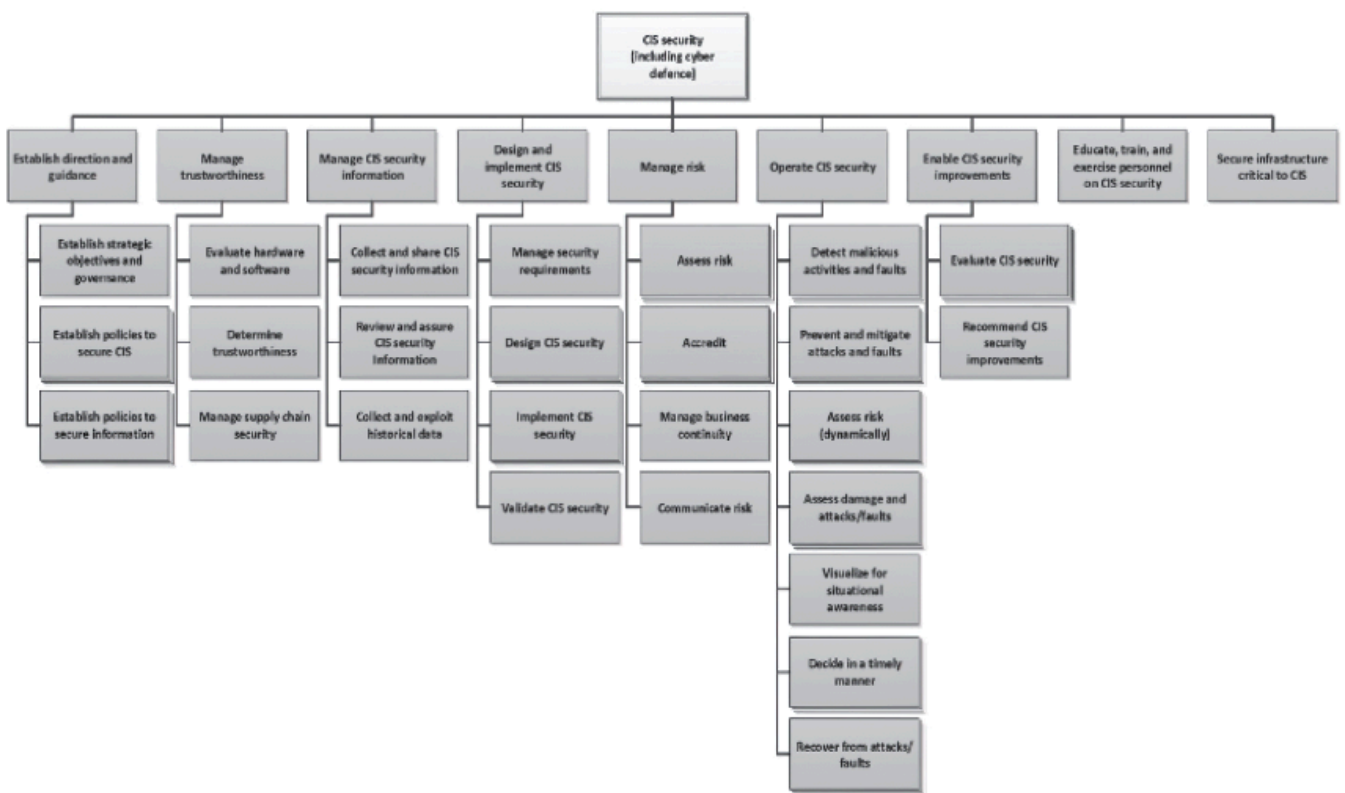 CIS security
(including cyber
defence)
Establish direction and
guidance
Manage
trustworthiness
Manage CIS security
information
Design and
implement CIS
security
Manage risk
Operate CIS security
Enable CIS security
improvements
Educate, train, and
exercise personnel
on CIS security
Secure infrastructure
critical to CIS
Establish strategic
objectives and
governance
Establish policies to
secure CIS
Establish policies to
secure information
Evaluate hardware
and software
Determine
trustworthiness
Manage supply chain
security
Collect and share CIS
security information
Review and assure
CIS security
Information
Collect and exploit
historical data
Manage security
requirements
Design CIS security
Implement CIS
security
Validate CIS security
Assess risk
Accredit
Manage business
continuity
Communicate risk
Detect malicious
activities and faults
Prevent and mitigate
attacks and faults
Assess risk
(dynamically)
Assess damage and
attacks/faults
Visualize for
situational
awareness
Decide in a timely
manner
Recover from attacks/
faults
Evaluate CIS security
Recommend CIS
security
improvements